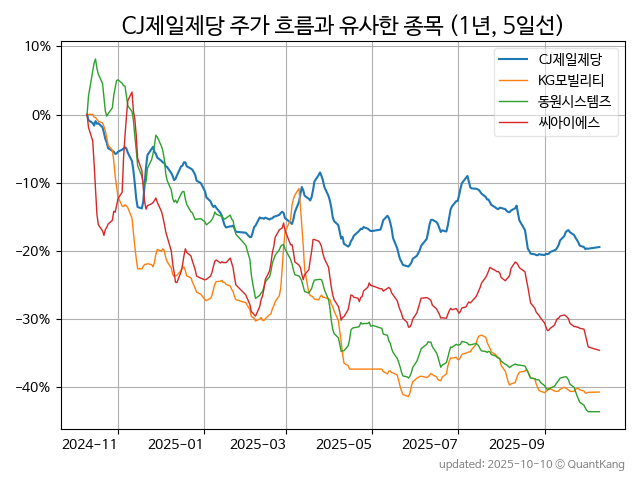 CJ제일제당 주가 흐름과 유사한 종목 (1년, 5일선)
10%
0%
−10%
−20%
−30%
−40%
CJ제일제당
KG모빌리티
동원시스템즈
씨아이에스
2024−11
2025−01
2025−03
2025−05
2025−07
2025−09
updated: 2025-10-10 © QuantKang